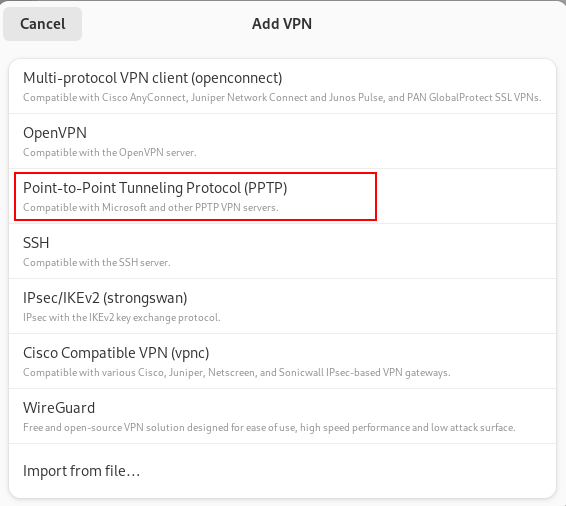 Cancel
Add VPN
Multi-protocol VPN client (openconnect)
Compatible with Cisco AnyConnect, Juniper Network Connect and Junos Pulse, and PAN GlobalProtect SSL VPNs.
OpenVPN
Compatible with the OpenVPN server.
Point-to-Point Tunneling Protocol (PPTP)
Compatible with Microsoft and other PPTP VPN servers.
SSH
Compatible with the SSH server.
IPsec/IKEv2 (strongswan)
IPsec with the IKEv2 key exchange protocol.
Cisco Compatible VPN (vpnc)
Compatible with various Cisco, Juniper, Netscreen, and Sonicwall IPsec-based VPN gateways.
WireGuard
Free and open-source VPN solution designed for ease of use, high speed performance and low attack surface.
Import from file…